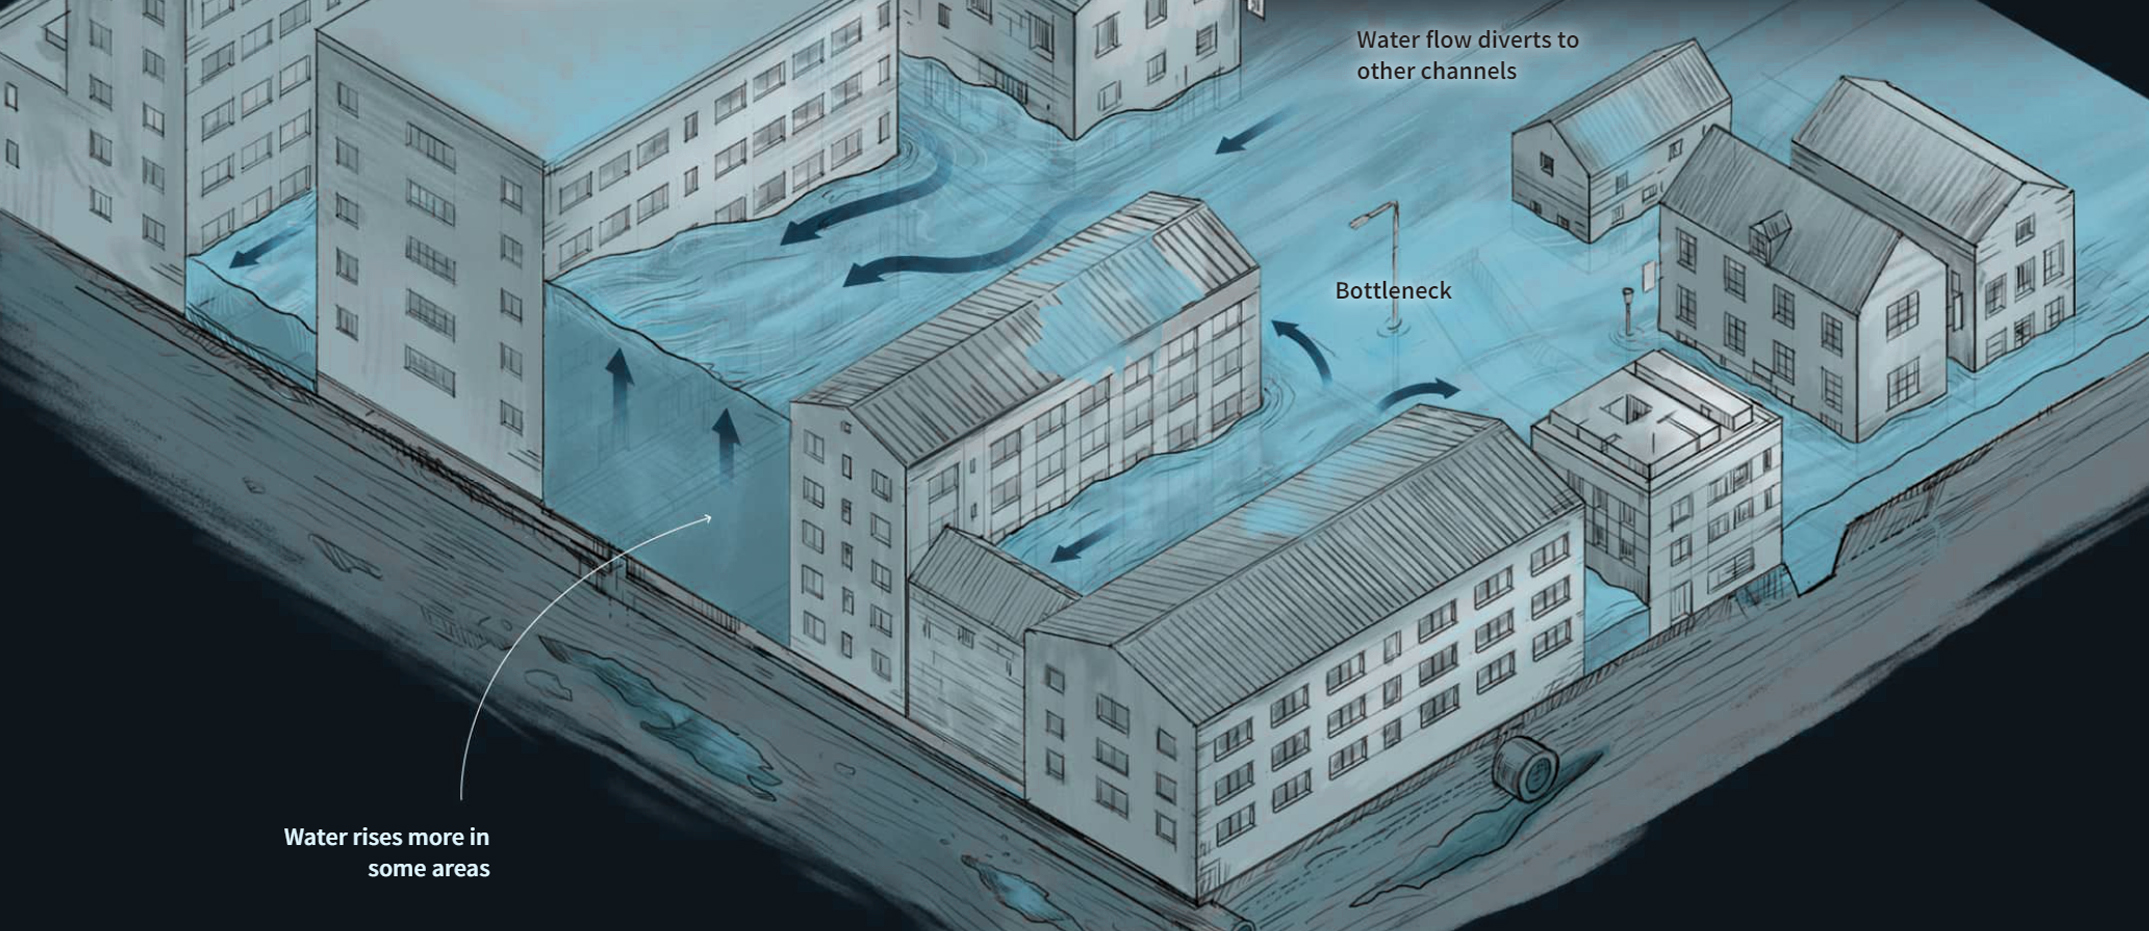 Water flow diverts to
other channels
Bottleneck
Water rises more in
some areas